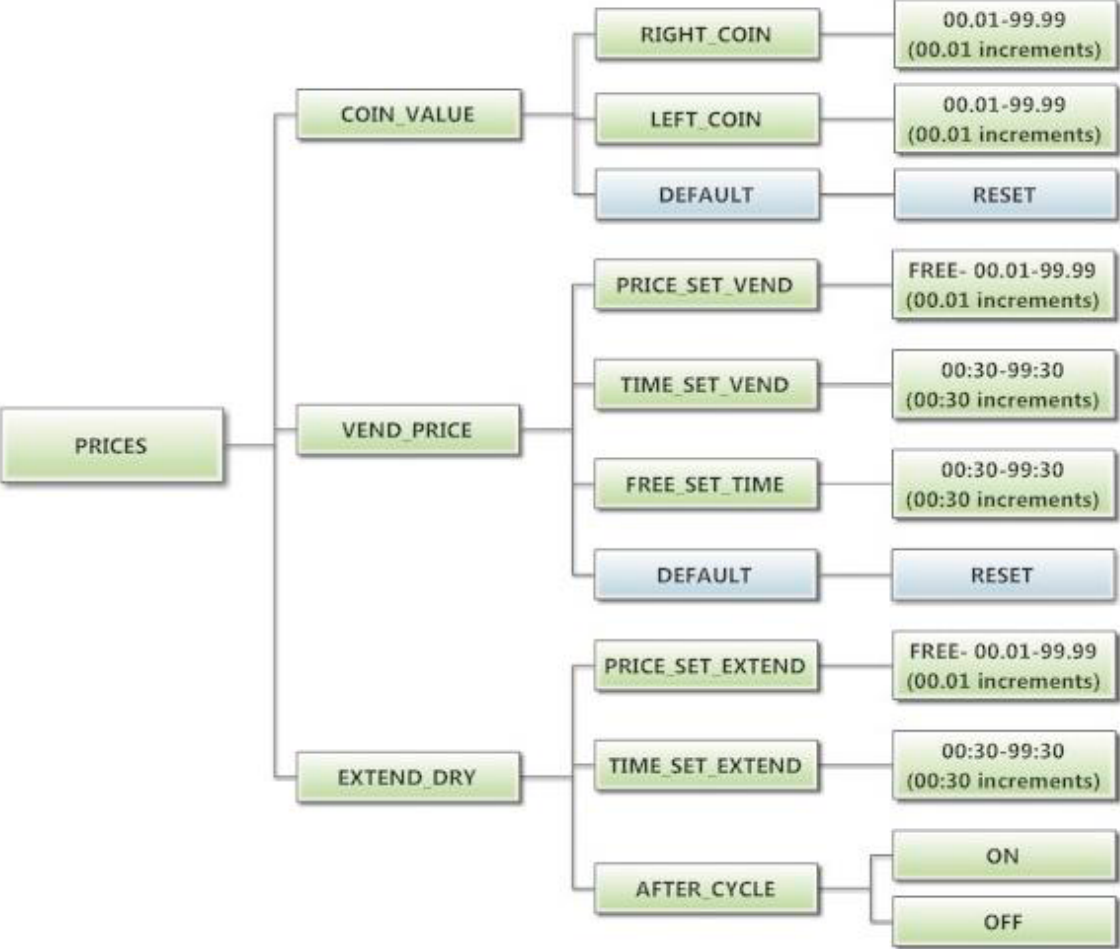 PRICES
COIN_VALUE
RIGHT_COIN
00.01-99.99
(00.01 increments)
LEFT_COIN
00.01-99.99
(00.01 increments)
DEFAULT
RESET
VEND_PRICE
PRICE_SET_VEND
FREE- 00.01-99.99
(00.01 increments)
TIME_SET_VEND
00:30-99:30
(00:30 increments)
FREE_SET_TIME
00:30-99:30
(00:30 increments)
DEFAULT
RESET
EXTEND_DRY
PRICE_SET_EXTEND
FREE- 00.01-99.99
(00.01 increments)
TIME_SET_EXTEND
00:30-99:30
(00:30 increments)
AFTER_CYCLE
ON
OFF